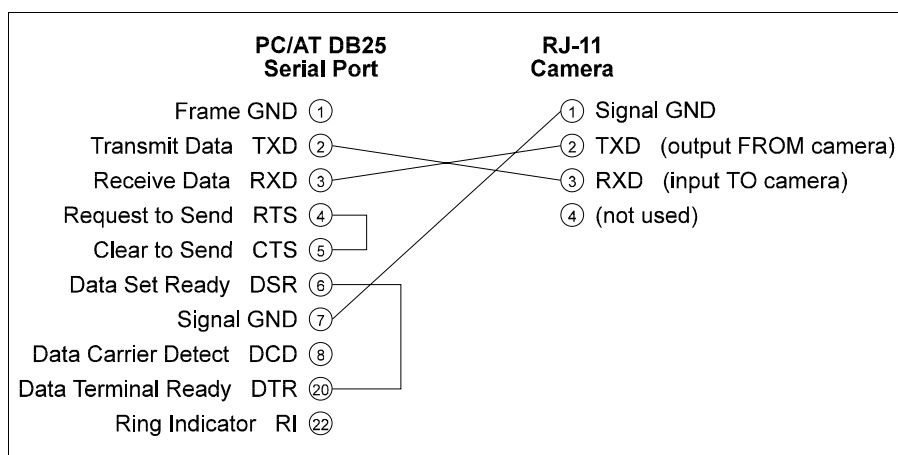 PC/AT DB25 Serial Port
RJ-11 Camera
Frame GND 1
1 Signal GND
Transmit Data TXD 2
2 TXD (output FROM camera)
Receive Data RXD 3
3 RXD (input TO camera)
Request to Send RTS 4
4 (not used)
Clear to Send CTS 5
Data Set Ready DSR 6
Signal GND 7
Data Carrier Detect DCD 8
Data Terminal Ready DTR 20
Ring Indicator RI 22